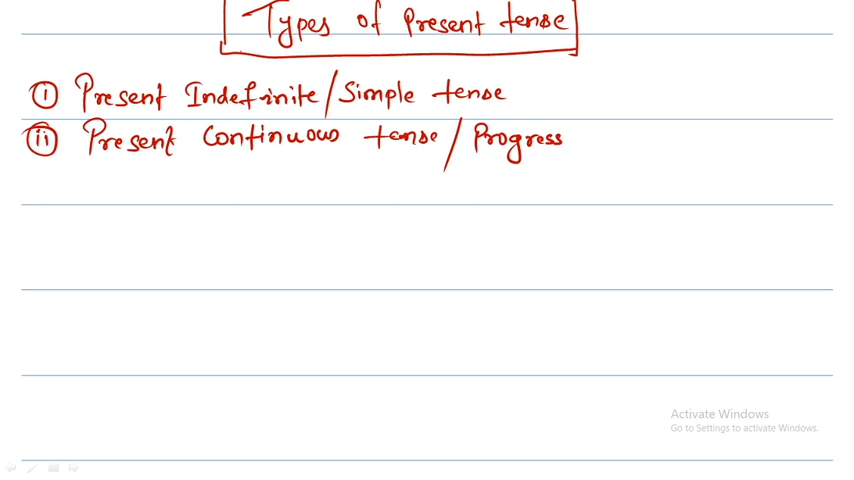 Types of Present tense
i Present Indefinite/Simple tense
ii Present Continuous tense / Progress
Activate Windows
Go to Settings to activate Windows.